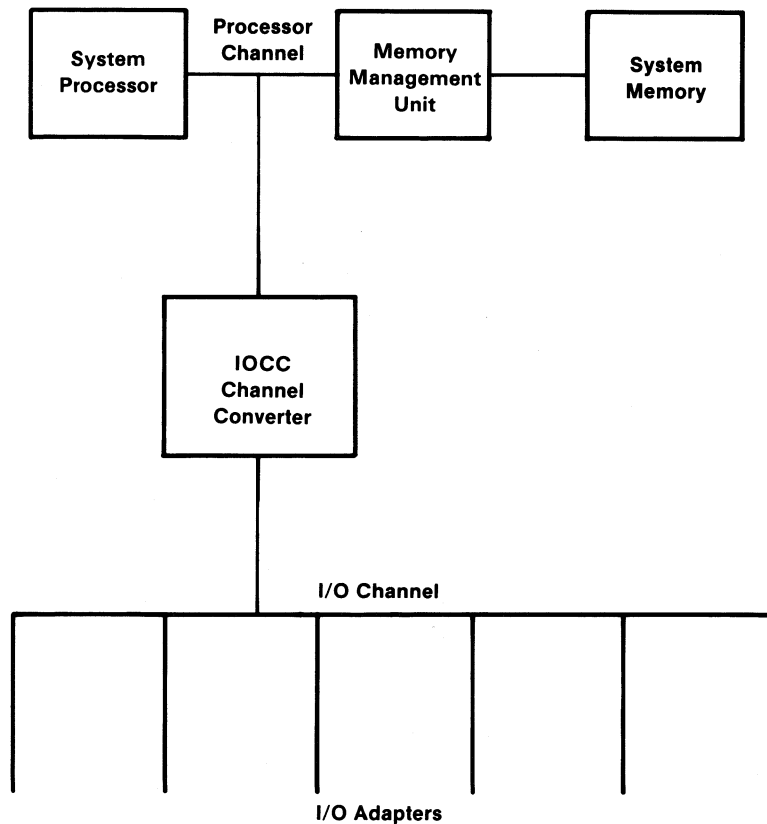 System
Processor
Processor
Channel
Memory
Management
Unit
System
Memory
IOCC
Channel
Converter
I/O Channel
I/O Adapters